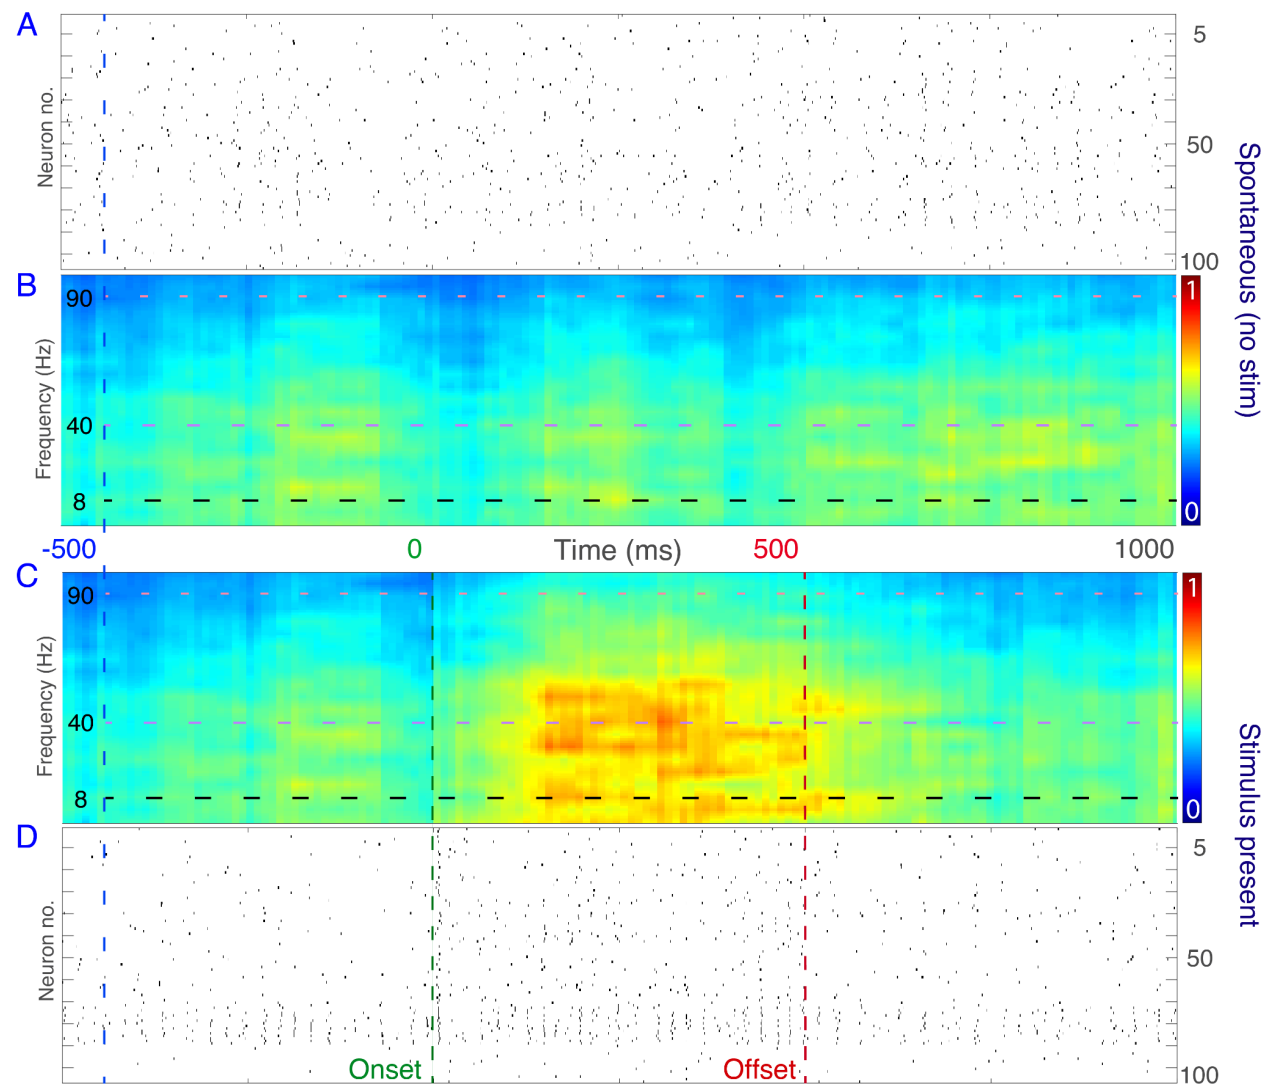 A
Neuron no.
5
50
100
Spontaneous (no stim)
B
Frequency (Hz)
90
40
8
1
0
-500
0
Time (ms)
500
1000
C
Frequency (Hz)
90
40
8
1
0
Stimulus present
D
Neuron no.
5
50
100
Onset
Offset